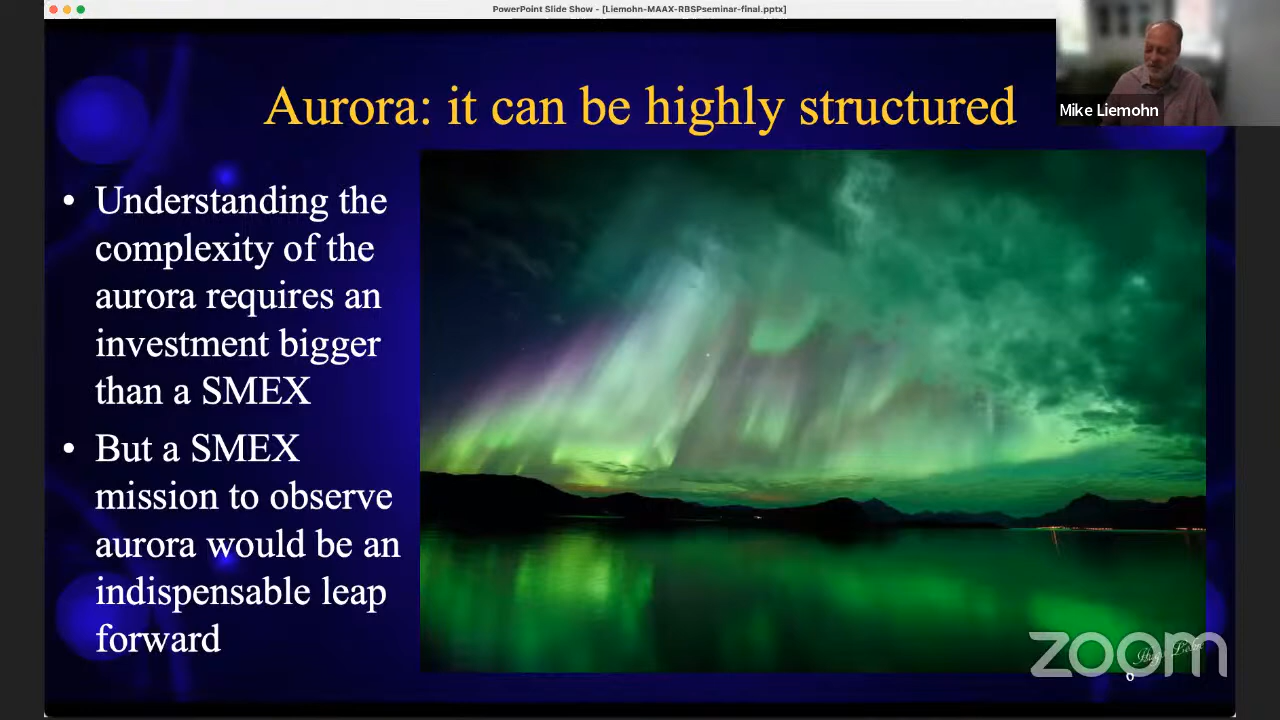 PowerPoint Slide Show - [Liemohn-MAAX-RBSPseminar-final.pptx]
Mike Liemohn
Aurora: it can be highly structured
• Understanding the
complexity of the
aurora requires an
investment bigger
than a SMEX
• But a SMEX
mission to observe
aurora would be an
indispensable leap
forward
zoom